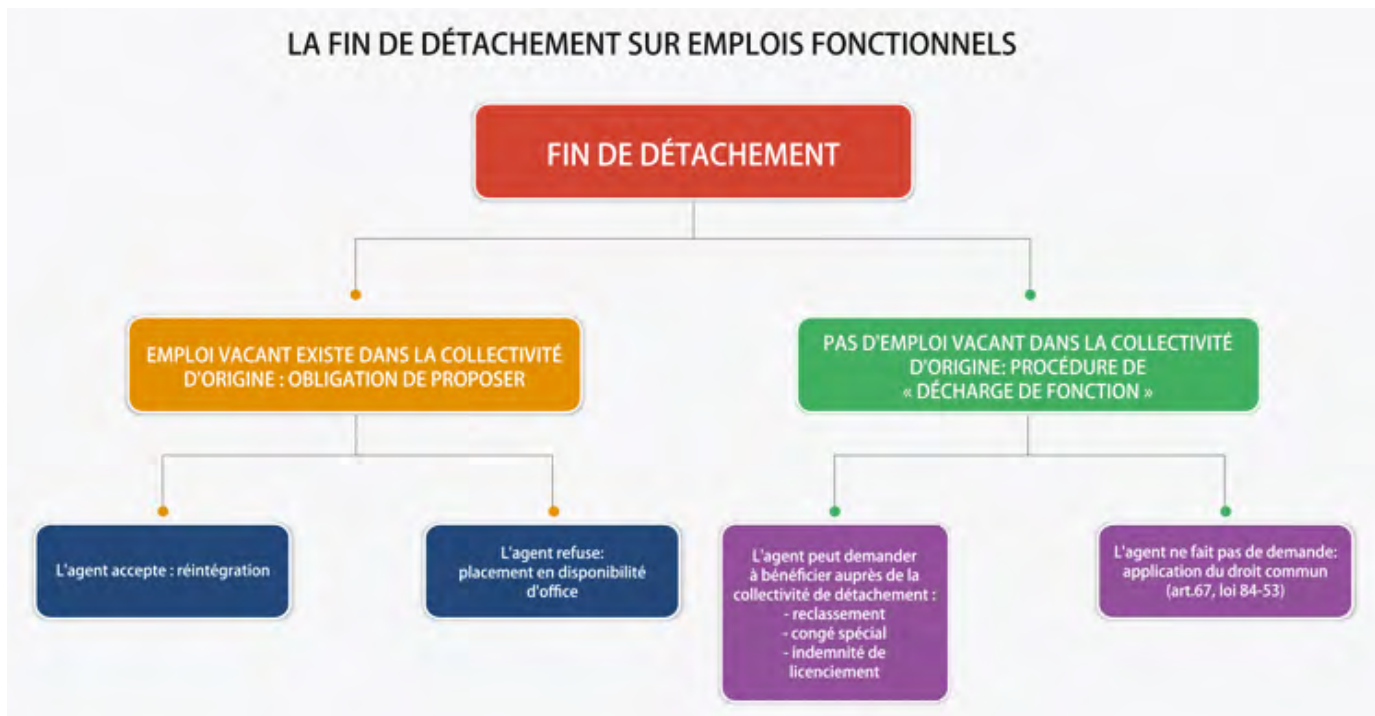 LA FIN DE DÉTACHEMENT SUR EMPLOIS FONCTIONNELS
FIN DE DÉTACHEMENT
EMPLOI VACANT EXISTE DANS LA COLLECTIVITÉ
D'ORIGINE : OBLIGATION DE PROPOSER
PAS D'EMPLOI VACANT DANS LA COLLECTIVITÉ
D'ORIGINE: PROCÉDURE DE
« DÉCHARGE DE FONCTION »
L'agent accepte : réintégration
L'agent refuse:
placement en disponibilité
d'office
L'agent peut demander
à bénéficier auprès de la
collectivité de détachement :
- reclassement
- congé spécial
- indemnité de
licenciement
L'agent ne fait pas de demande:
application du droit commun
(art.67, loi 84-53)